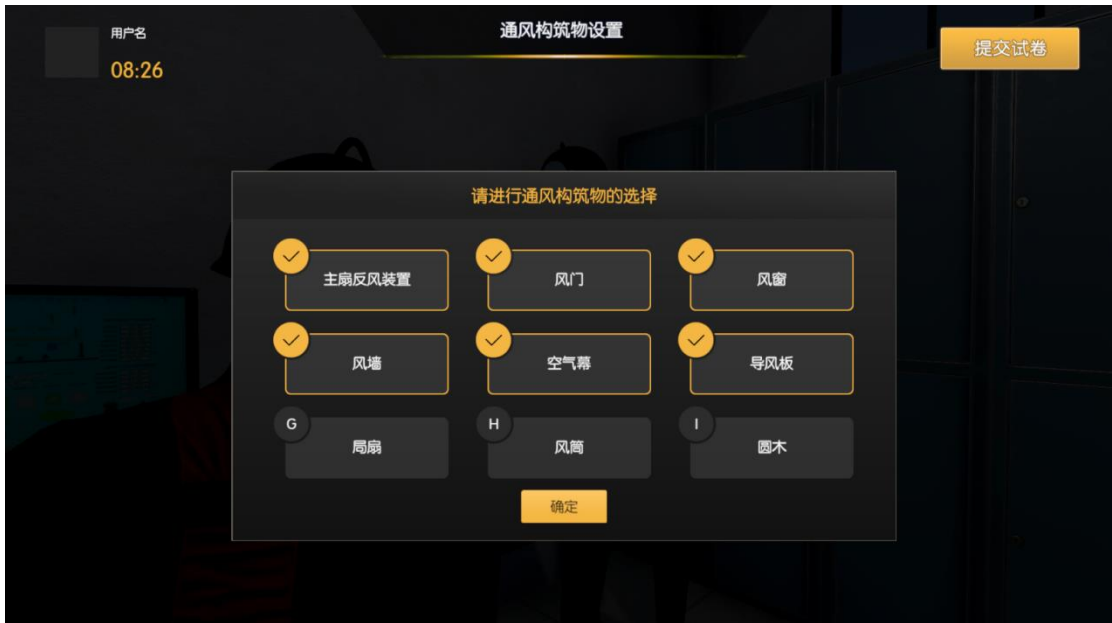 用户名
08:26
通风构筑物设置
提交试卷
请进行通风构筑物的选择
主扇反风装置
风门
风窗
风墙
空气幕
导风板
G
局扇
H
风筒
I
圆木
确定